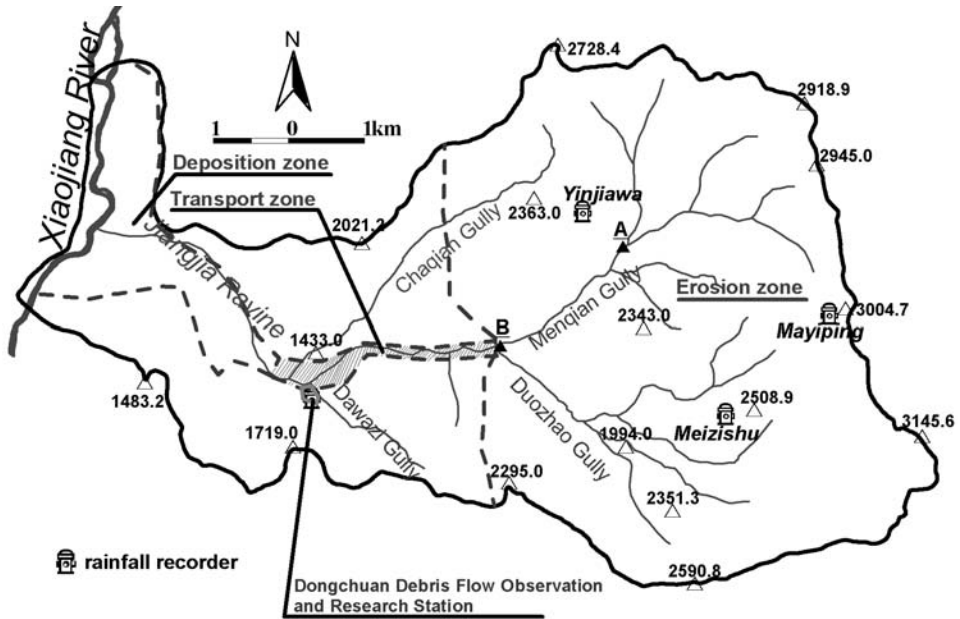 2728.4
N
2918.9
1 0 1km
2945.0
Deposition zone
Yinjiawa
Transport zone
2363.0
Xiaojiang River
2021.2
A
Jiangjia Ravine
Chaqian Gully
Menqian Gully
Erosion zone
3004.7
Mayiping
B
2343.0
1433.0
1483.2
Dawazi Gully
Duozhao Gully
2508.9
Meizishu
3145.6
1719.0
1994.0
2295.0
2351.3
rainfall recorder
2590.8
Dongchuan Debris Flow Observation
and Research Station